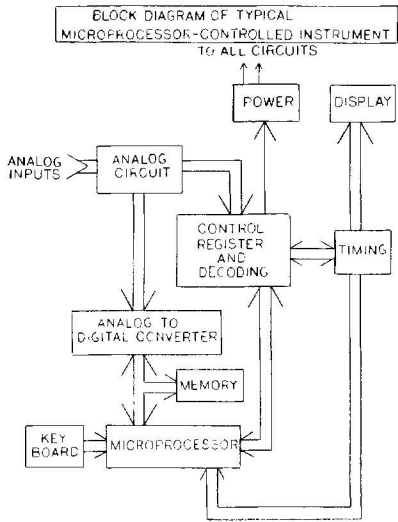 BLOCK DIAGRAM OF TYPICAL
MICROPROCESSOR-CONTROLLED INSTRUMENT
TO ALL CIRCUITS
POWER
DISPLAY
ANALOG
INPUTS
ANALOG
CIRCUIT
CONTROL
REGISTER
AND
DECODING
TIMING
ANALOG TO
DIGITAL CONVERTER
MEMORY
KEY
BOARD
MICROPROCESSOR